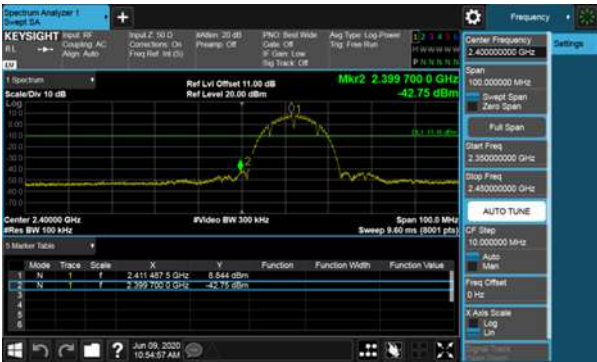 Spectrum Analyzer 1
Swept SA
+
Frequency
KEYSIGHT
Input: RF
Input Z: 50 Ω
#Atten: 20 dB
PNO: Best Wide
Avg Type: Log-Power
1 2 3 4 5 6
R L
Coupling: AC
Corrections: On
Preamp: Off
Gate: Off
Trig: Free Run
M W W W W W
Align: Auto
Freq Ref: Int (S)
IF Gain: Low
P N N N N N
Sig Track: Off
Center Frequency
2.400000000 GHz
Settings
Span
100.000000 MHz
Swept Span
Zero Span
Full Span
Start Freq
2.350000000 GHz
Stop Freq
2.450000000 GHz
AUTO TUNE
CF Step
10.000000 MHz
Auto
Man
Freq Offset
0 Hz
X Axis Scale
Log
Lin
Signal Track
1 Spectrum
Ref Lvl Offset 11.00 dB
Mkr2 2.399 700 0 GHz
Scale/Div 10 dB
Ref Level 20.00 dBm
-42.75 dBm
Log
10.0
0.00
-10.0
-20.0
-30.0
-40.0
-50.0
-60.0
-70.0
1
2
Center 2.40000 GHz
#Video BW 300 kHz
Span 100.0 MHz
#Res BW 100 kHz
Sweep 9.60 ms (8001 pts)
5 Marker Table
Mode Trace Scale X Y Function Function Width Function Value
1 N 1 f 2.411 487 5 GHz 8.844 dBm
2 N 1 f 2.399 700 0 GHz -42.75 dBm
3
4
5
6
?
Jun 09, 2020
10:54:57 AM